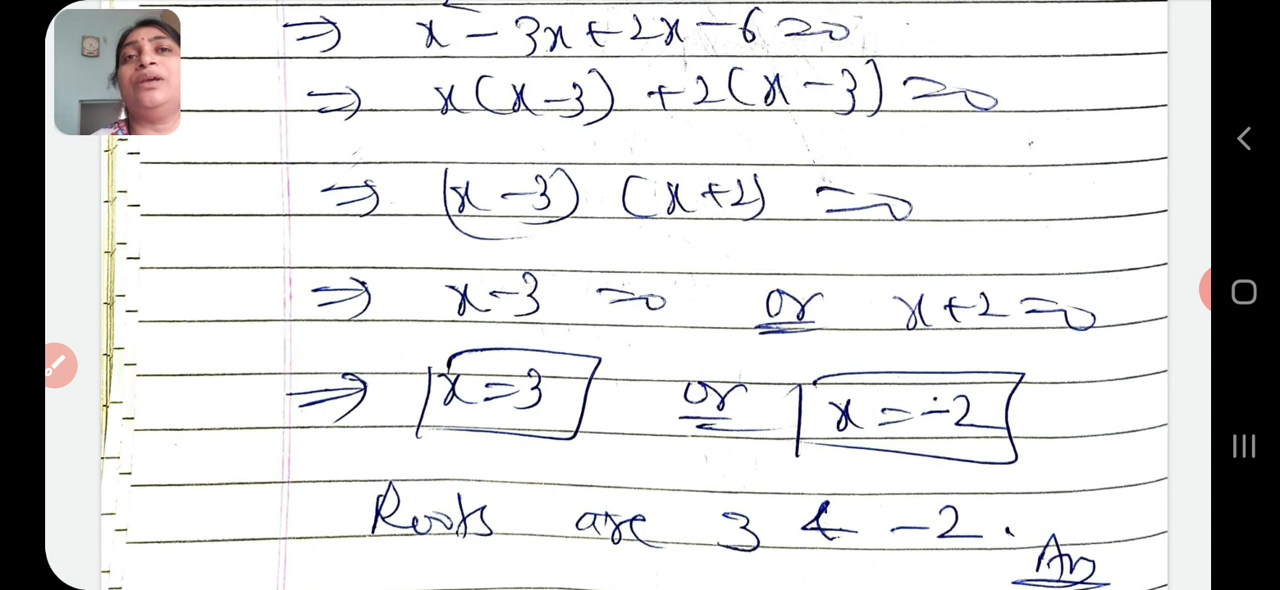 ⇒ x - 3x + 2x - 6 = 0
⇒ x(x-3) + 2(x-3) = 0
⇒ (x-3) (x+2) = 0
⇒ x-3 = 0 or x+2 = 0
⇒ x=3 or x=-2
Roots are 3 & -2.
Ans